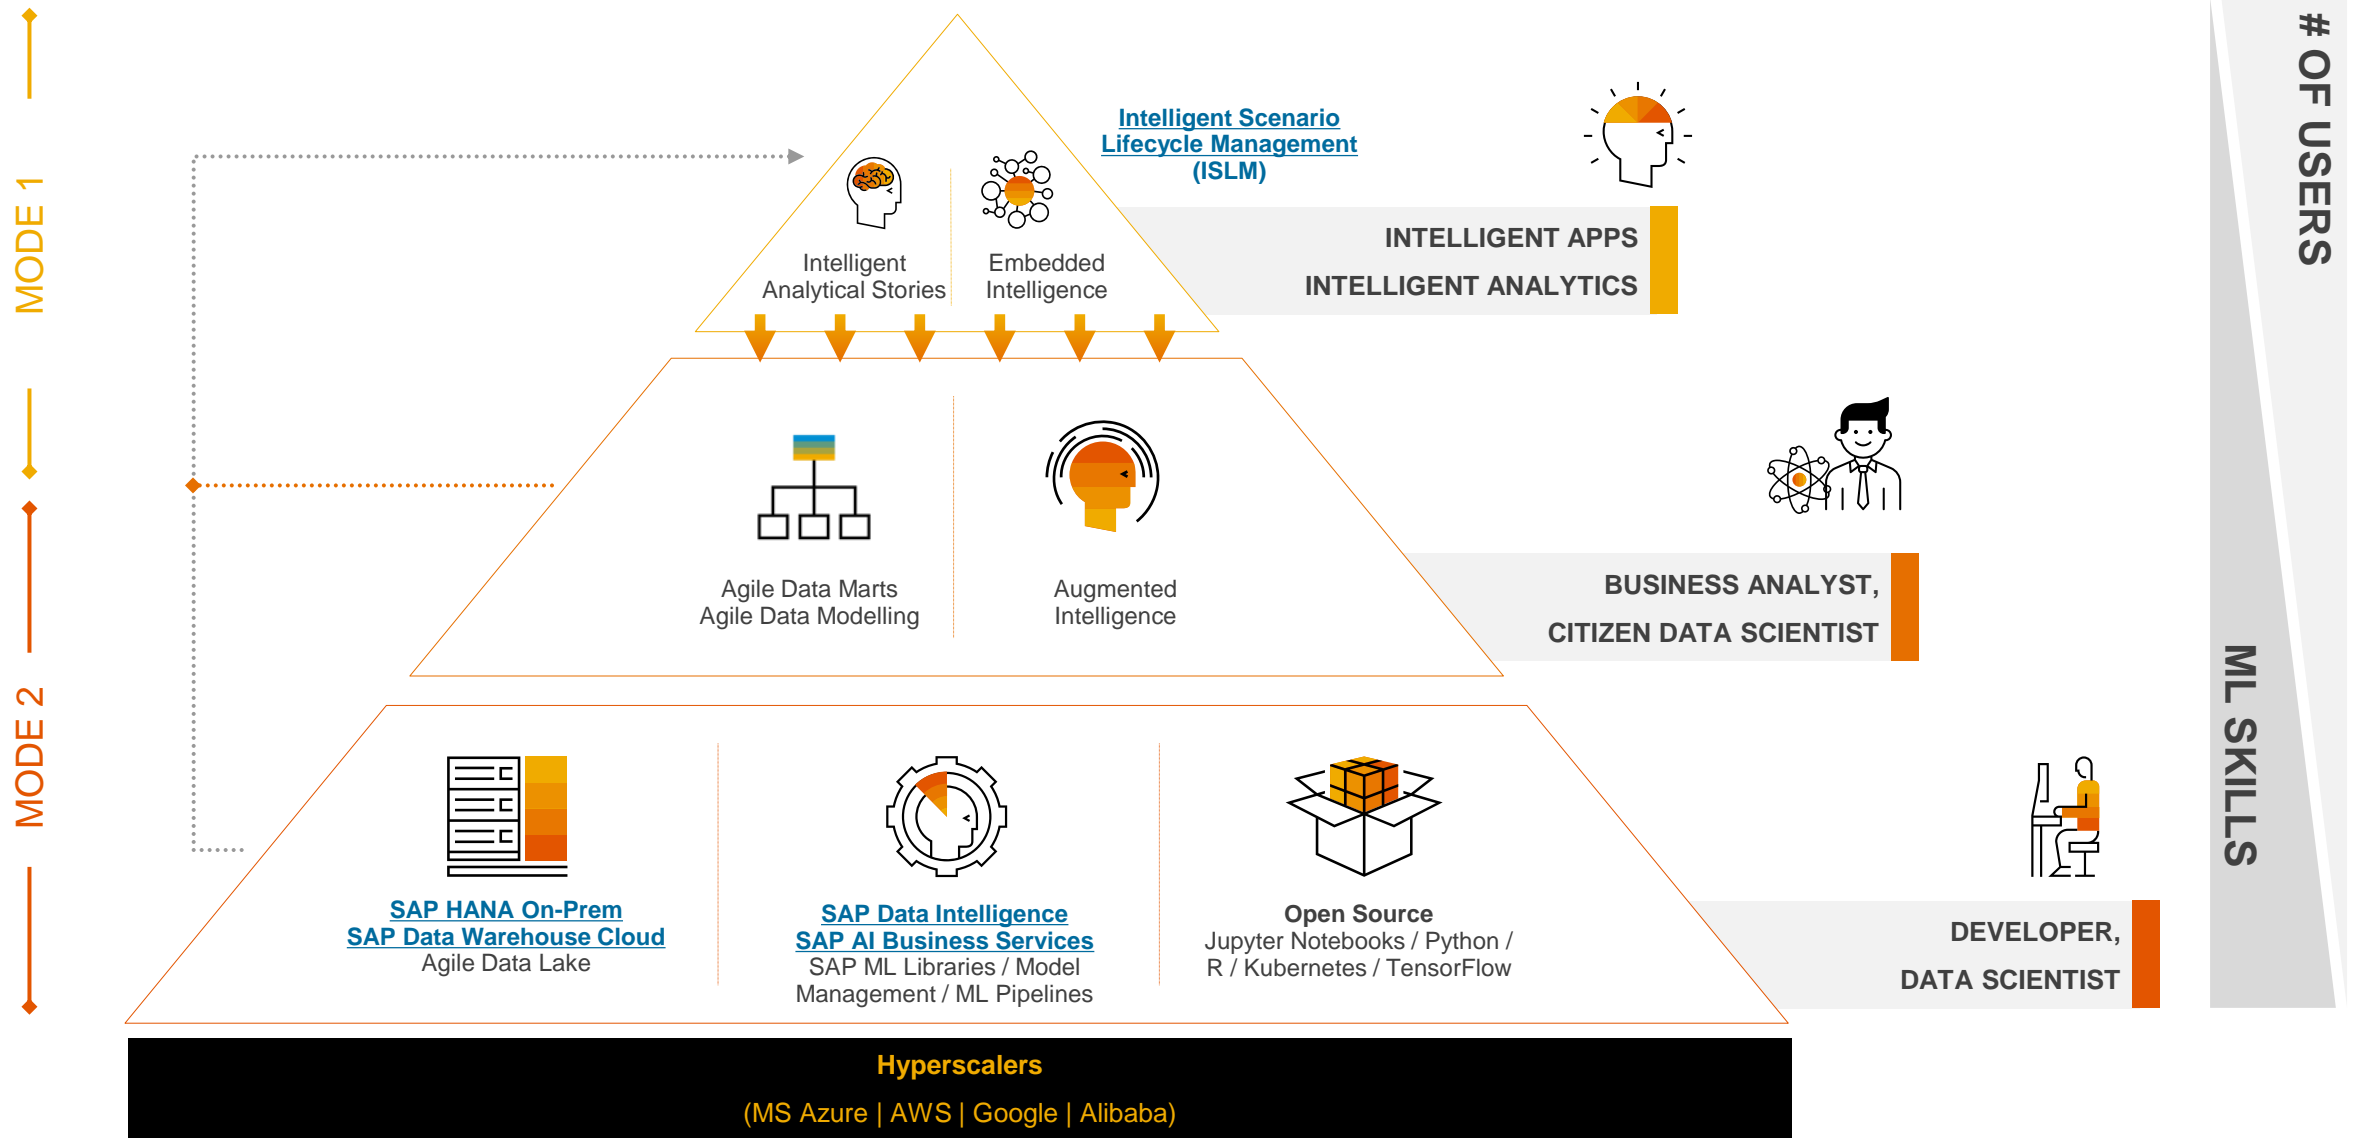 MODE 1
MODE 2
Intelligent Scenario
Lifecycle Management
(ISLM)
Intelligent
Analytical Stories
Embedded
Intelligence
INTELLIGENT APPS
INTELLIGENT ANALYTICS
Agile Data Marts
Agile Data Modelling
Augmented
Intelligence
BUSINESS ANALYST,
CITIZEN DATA SCIENTIST
SAP HANA On-Prem
SAP Data Warehouse Cloud
Agile Data Lake
SAP Data Intelligence
SAP AI Business Services
SAP ML Libraries / Model
Management / ML Pipelines
Open Source
Jupyter Notebooks / Python /
R / Kubernetes / TensorFlow
DEVELOPER,
DATA SCIENTIST
Hyperscalers
(MS Azure | AWS | Google | Alibaba)
# OF USERS
ML SKILLS